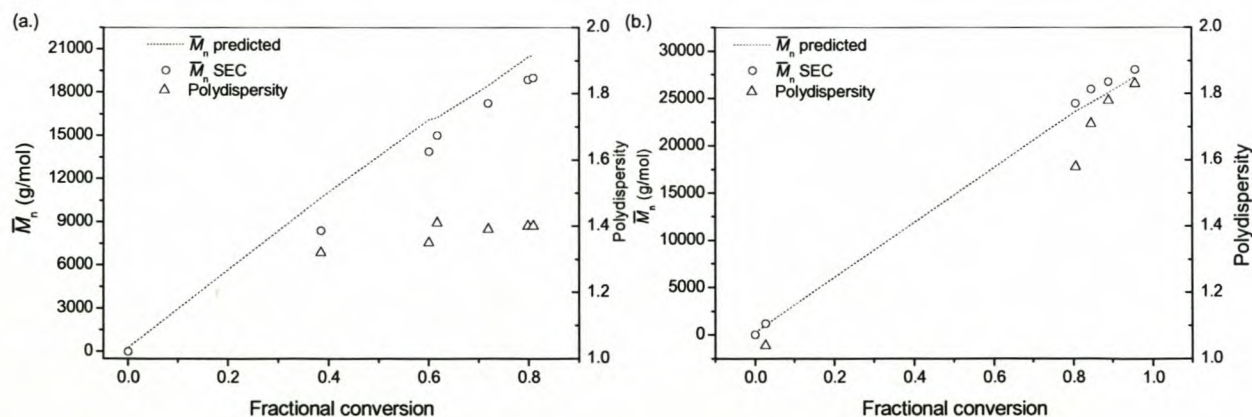 (a.)
21000
18000
15000
12000
9000
6000
3000
0
M̅n (g/mol)
M̅n predicted
M̅n SEC
Polydispersity
2.0
1.8
1.6
1.4
1.2
1.0
Polydispersity
0.0 0.2 0.4 0.6 0.8
Fractional conversion
(b.)
30000
25000
20000
15000
10000
5000
0
M̅n (g/mol)
M̅n predicted
M̅n SEC
Polydispersity
2.0
1.8
1.6
1.4
1.2
1.0
Polydispersity
0.0 0.2 0.4 0.6 0.8 1.0
Fractional conversion